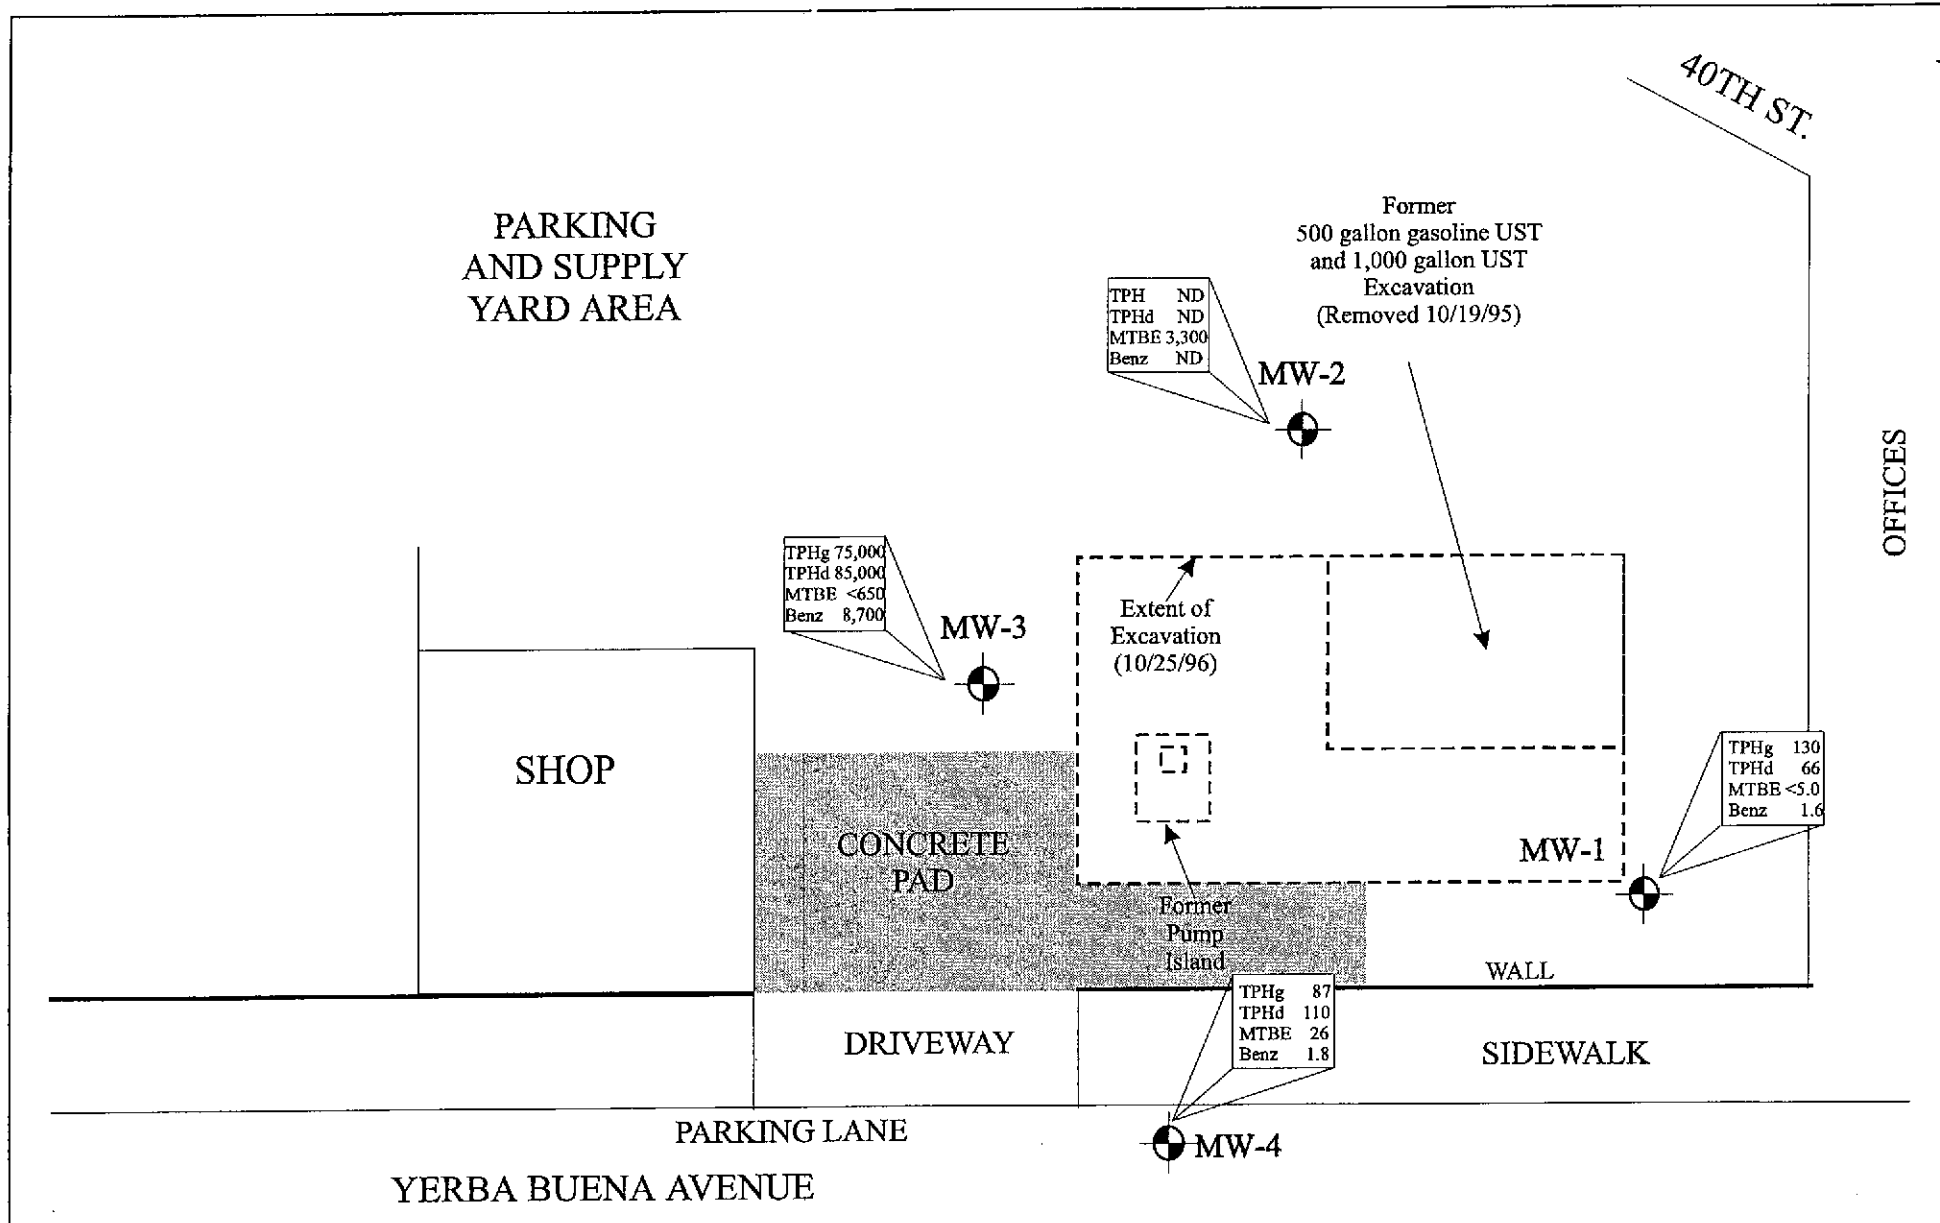 40TH ST.
PARKING
AND SUPPLY
YARD AREA
Former
500 gallon gasoline UST
and 1,000 gallon UST
Excavation
(Removed 10/19/95)
TPH ND
TPHd ND
MTBE 3,300
Benz ND
MW-2
OFFICES
TPHg 75,000
TPHd 85,000
MTBE <650
Benz 8,700
MW-3
Extent of
Excavation
(10/25/96)
SHOP
TPHg 130
TPHd 66
MTBE <5.0
Benz 1.6
MW-1
CONCRETE
PAD
Former
Pump
Island
WALL
TPHg 87
TPHd 110
MTBE 26
Benz 1.8
DRIVEWAY
SIDEWALK
PARKING LANE
MW-4
YERBA BUENA AVENUE